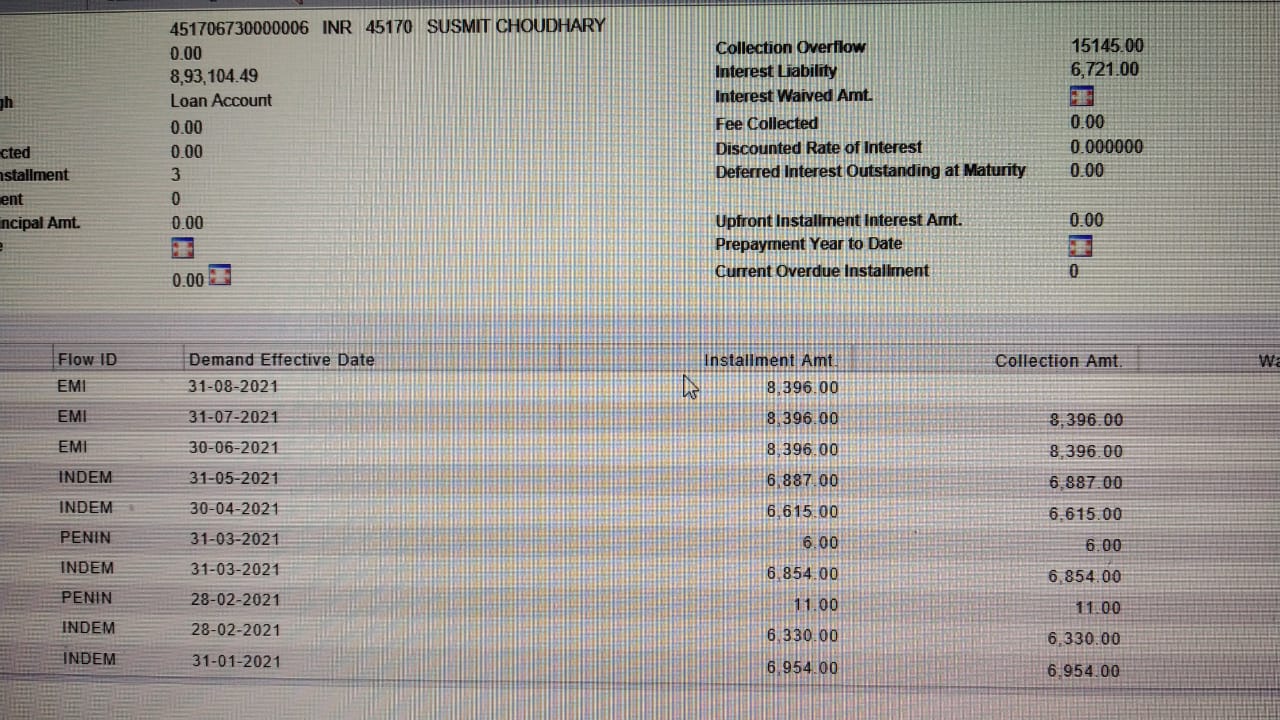 451706730000006 INR 45170 SUSMIT CHOUDHARY
0.00
8,93,104.49
gh Loan Account
0.00
cted 0.00
nstallment 3
ent 0
incipal Amt. 0.00
e
0.00
Collection Overflow 15145.00
Interest Liability 6,721.00
Interest Waived Amt.
Fee Collected 0.00
Discounted Rate of Interest 0.000000
Deferred Interest Outstanding at Maturity 0.00
Upfront Installment Interest Amt. 0.00
Prepayment Year to Date
Current Overdue Installment 0
Flow ID Demand Effective Date Installment Amt. Collection Amt. Wa
EMI 31-08-2021 8,396.00
EMI 31-07-2021 8,396.00 8,396.00
EMI 30-06-2021 8,396.00 8,396.00
INDEM 31-05-2021 6,887.00 6,887.00
INDEM 30-04-2021 6,615.00 6,615.00
PENIN 31-03-2021 6.00 6.00
INDEM 31-03-2021 6,854.00 6,854.00
PENIN 28-02-2021 11.00 11.00
INDEM 28-02-2021 6,330.00 6,330.00
INDEM 31-01-2021 6,954.00 6,954.00